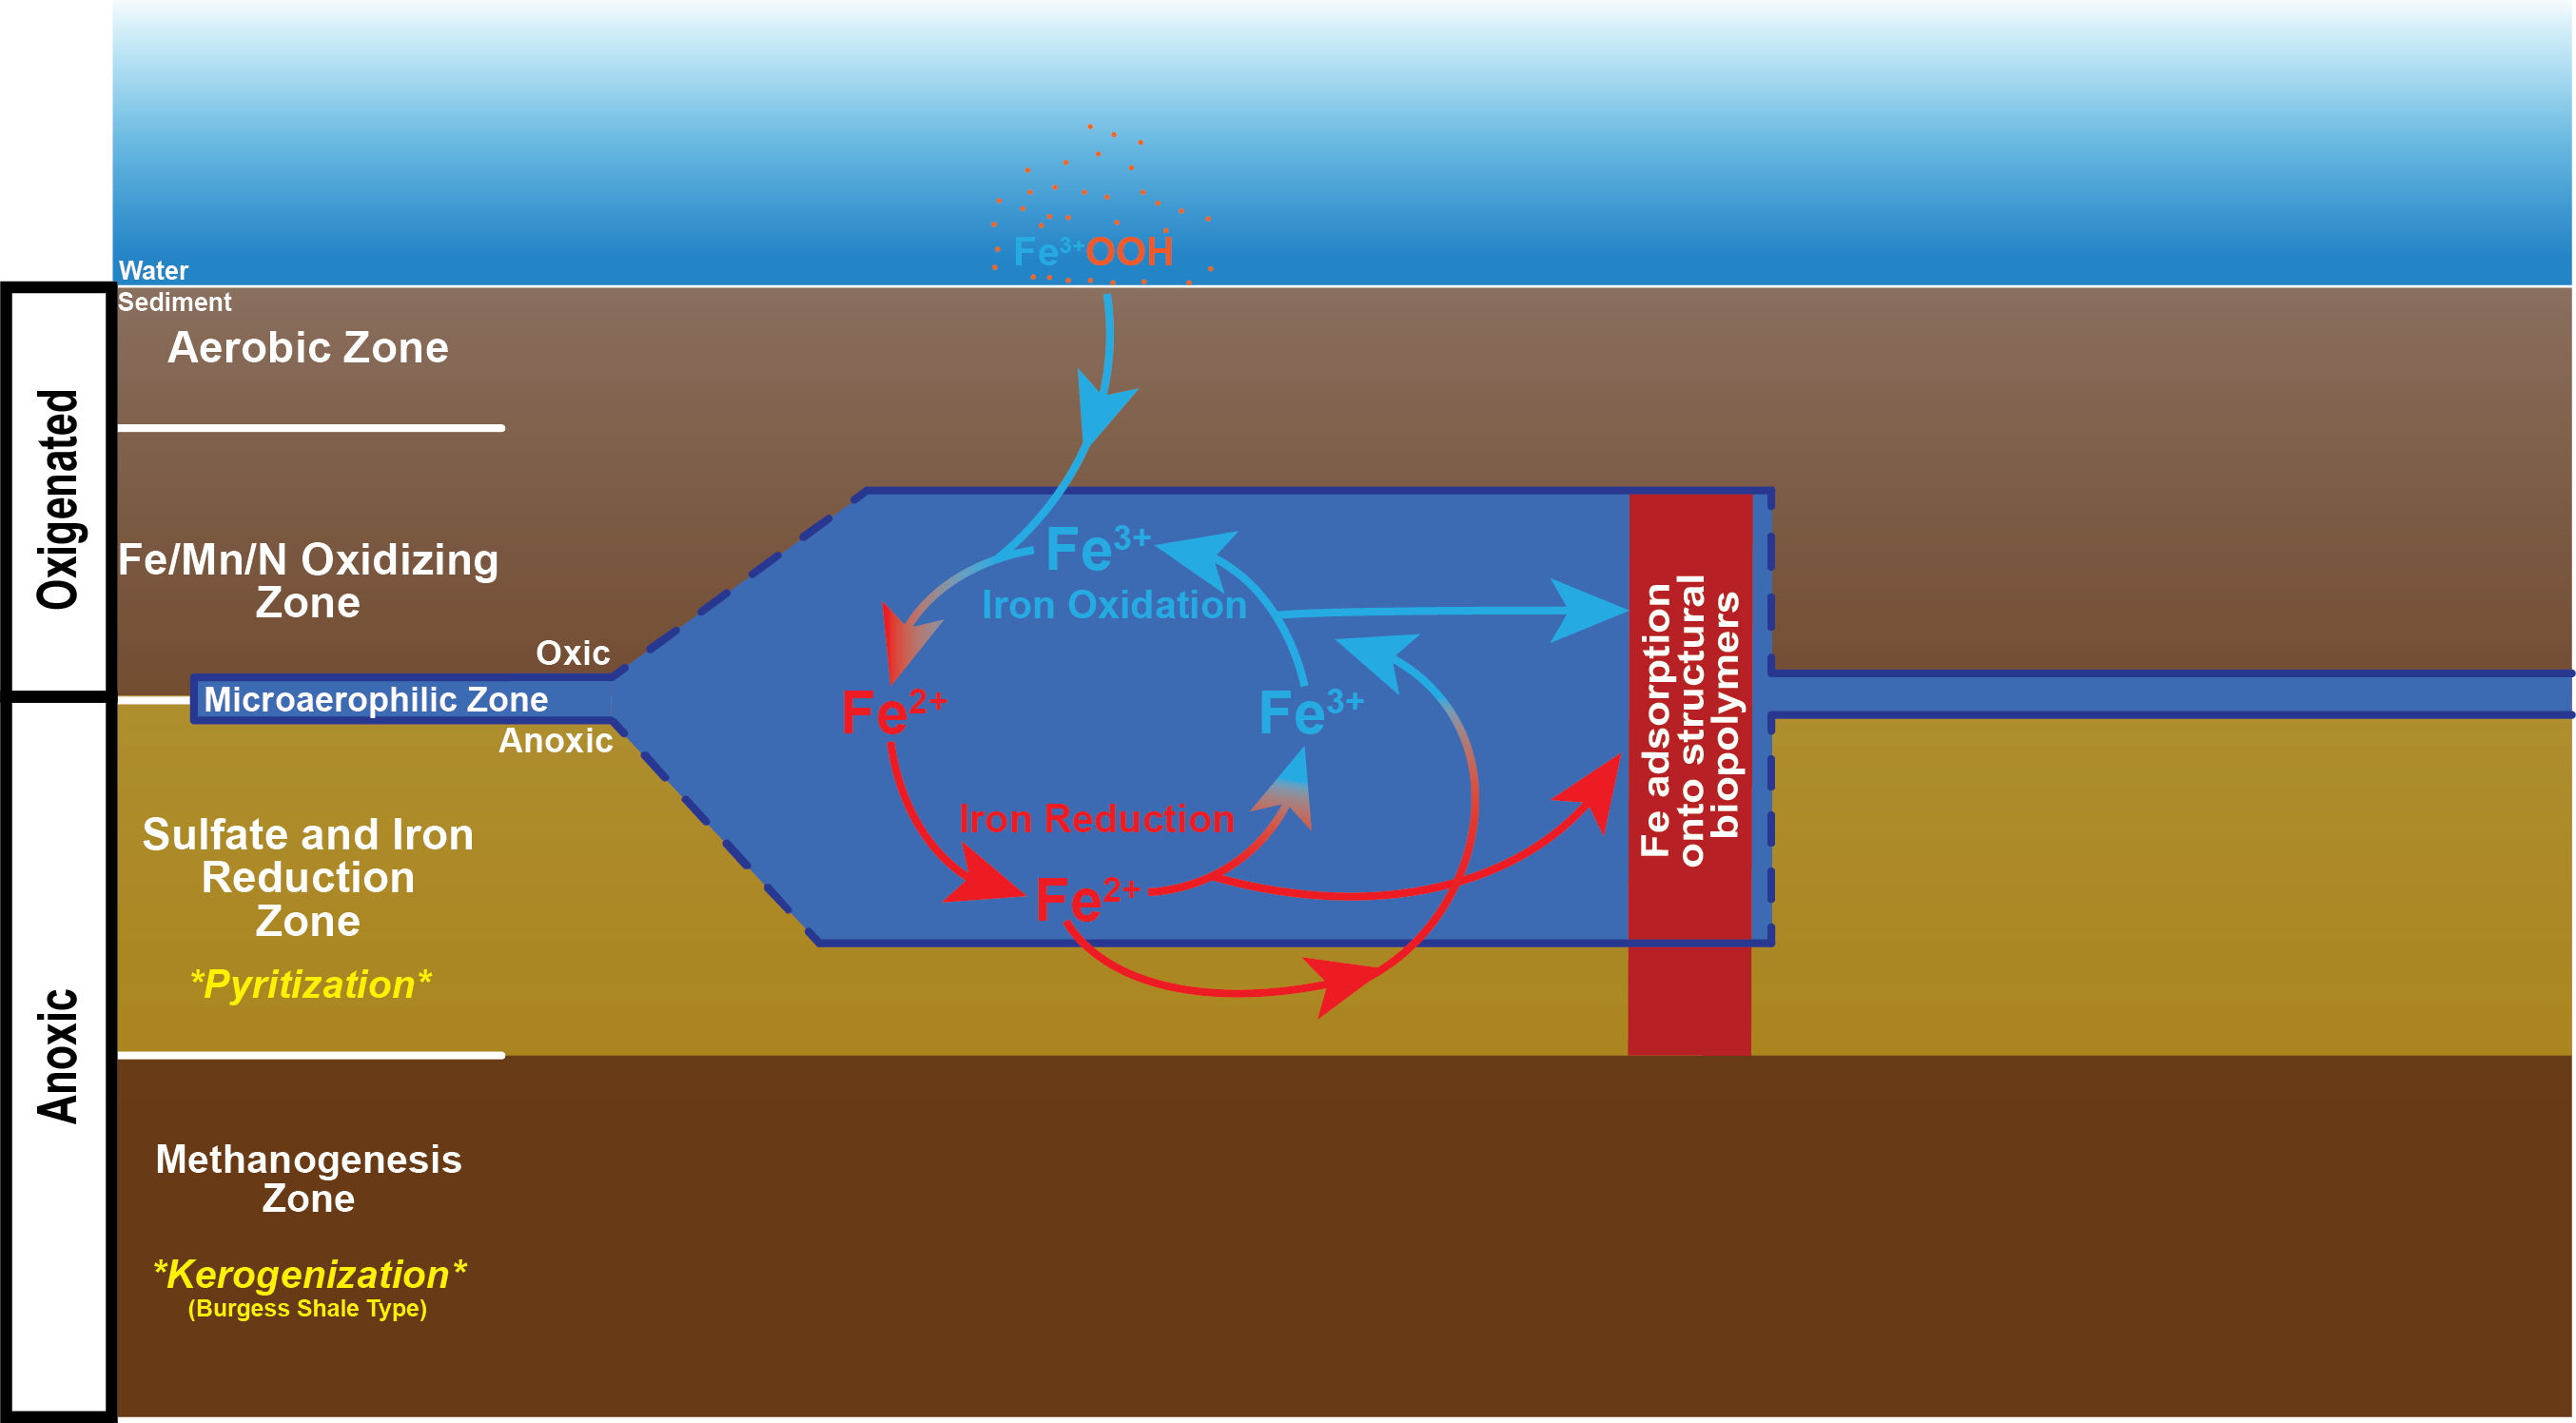 Fe³⁺OOH
Water
Sediment
Aerobic Zone
Oxigenated
Fe/Mn/N Oxidizing
Zone
Fe³⁺
Iron Oxidation
Oxic
Microaerophilic Zone
Anoxic
Fe²⁺
Fe³⁺
Fe adsorption
onto structural
biopolymers
Iron Reduction
Fe²⁺
Sulfate and Iron
Reduction
Zone
*Pyritization*
Anoxic
Methanogenesis
Zone
*Kerogenization*
(Burgess Shale Type)